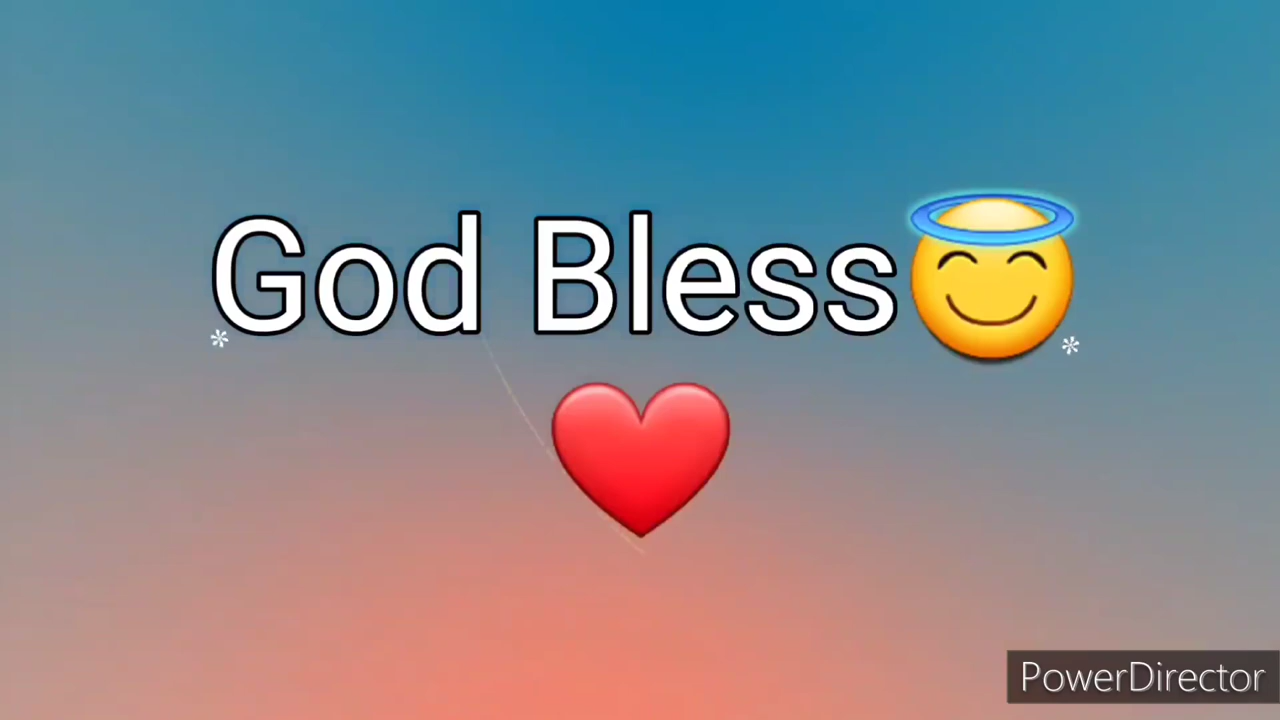 God Bless😇
* *
❤️
PowerDirector